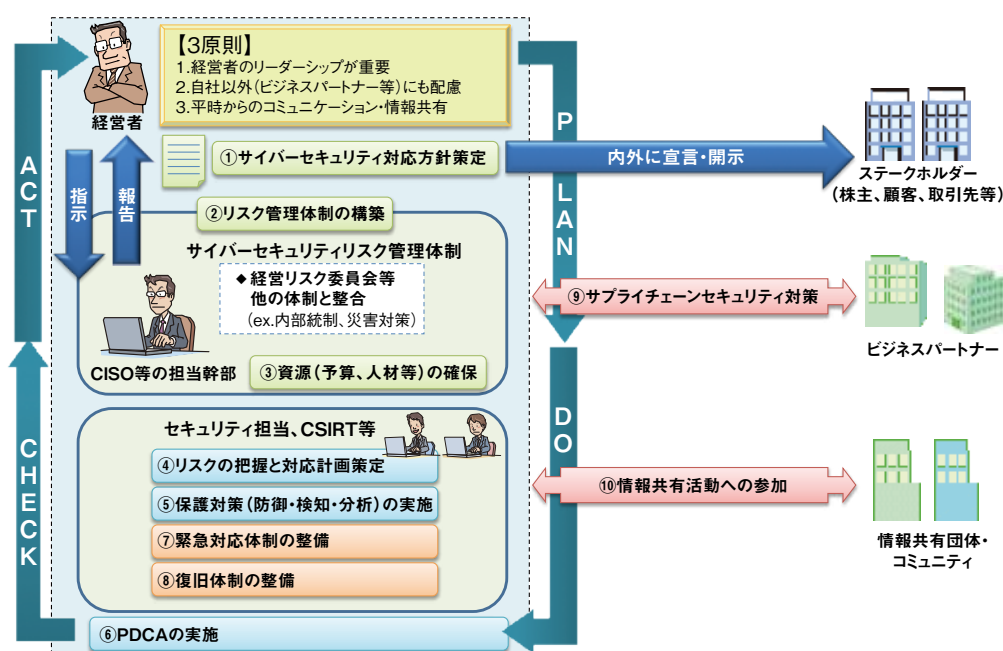 【3原則】
1.経営者のリーダーシップが重要
2.自社以外(ビジネスパートナー等)にも配慮
3.平時からのコミュニケーション・情報共有
経営者
①サイバーセキュリティ対応方針策定
内外に宣言・開示
ステークホルダー
(株主、顧客、取引先等)
指示
報告
②リスク管理体制の構築
サイバーセキュリティリスク管理体制
◆経営リスク委員会等
他の体制と整合
(ex.内部統制、災害対策)
CISO等の担当幹部
③資源(予算、人材等)の確保
⑨サプライチェーンセキュリティ対策
ビジネスパートナー
セキュリティ担当、CSIRT等
④リスクの把握と対応計画策定
⑤保護対策(防御・検知・分析)の実施
⑦緊急対応体制の整備
⑧復旧体制の整備
⑩情報共有活動への参加
情報共有団体・
コミュニティ
⑥PDCAの実施
PLAN
DO
CHECK
ACT